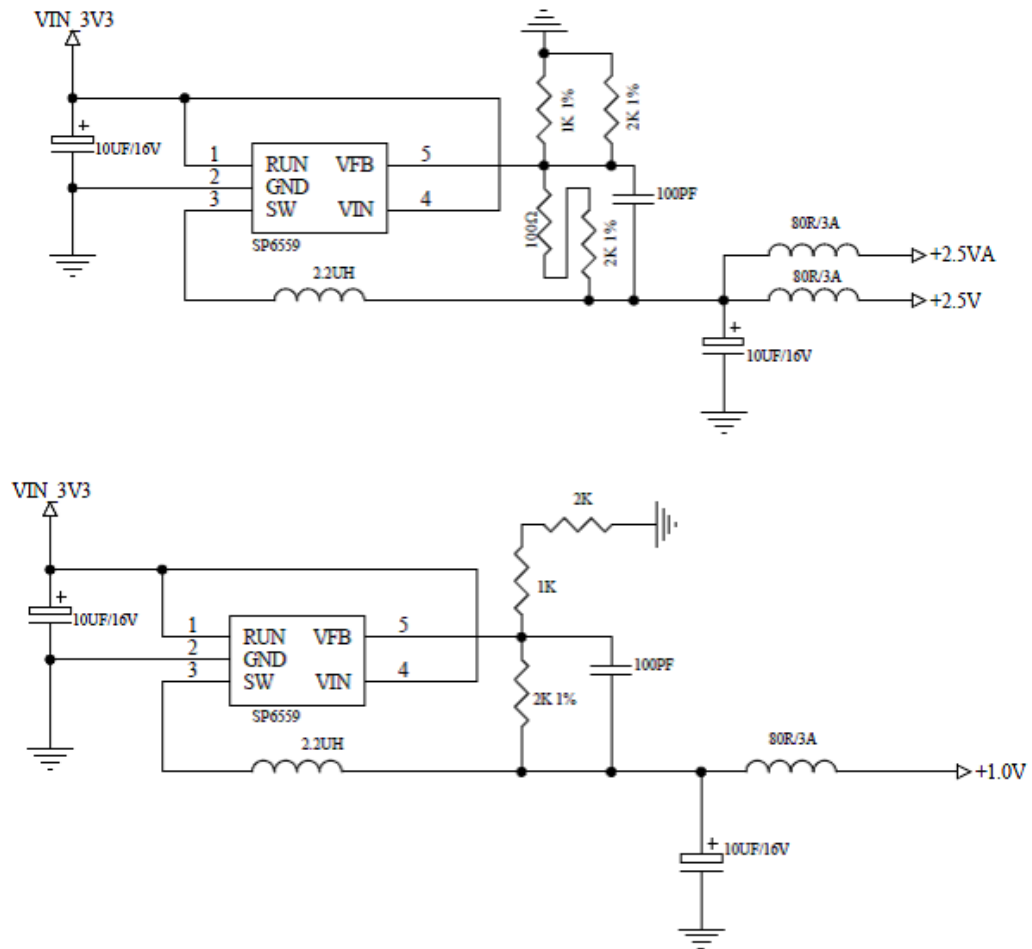 VIN_3V3
1K 1%
2K 1%
10UF/16V
1
RUN
VFB
5
2
GND
3
SW
VIN
4
SP6559
100PF
100Ω
2K 1%
2.2UH
80R/3A
+2.5VA
80R/3A
+2.5V
10UF/16V
VIN_3V3
2K
1K
10UF/16V
1
RUN
VFB
5
2
GND
3
SW
VIN
4
SP6559
100PF
2K 1%
2.2UH
80R/3A
+1.0V
10UF/16V